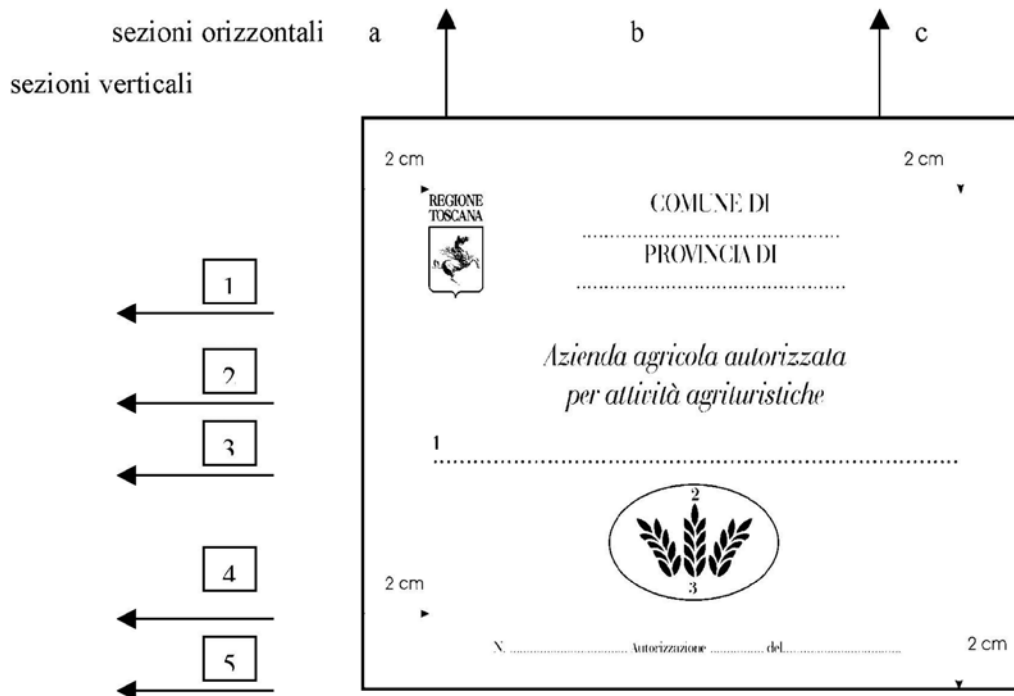 sezioni orizzontali a b c
sezioni verticali
2 cm 2 cm
REGIONE
TOSCANA
COMUNE DI
........................................
PROVINCIA DI
........................................
1
Azienda agricola autorizzata
2
per attività agrituristiche
3
1
........................................
2
4
2 cm
3
N. ........................ Autorizzazione ............ del........................
2 cm
5